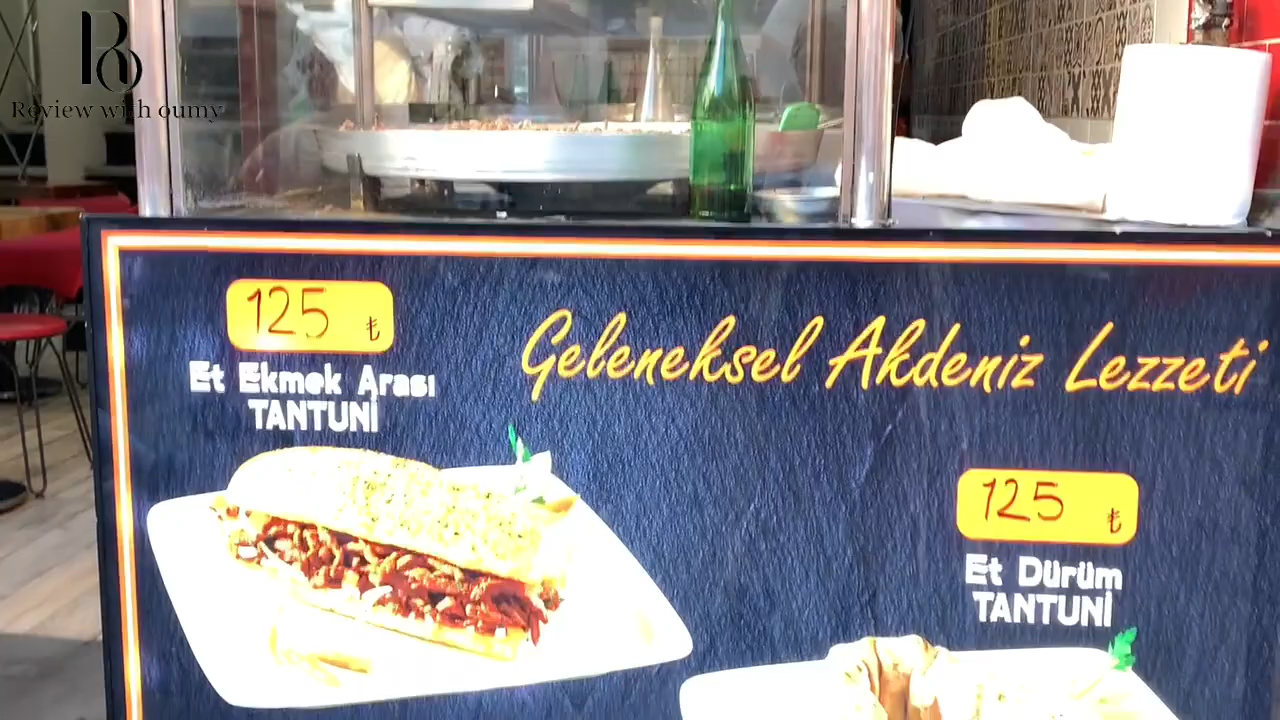 Review with oumy
125 ₺
Et Ekmek Arası
TANTUNİ
Geleneksel Akdeniz Lezzeti
125 ₺
Et Dürüm
TANTUNİ